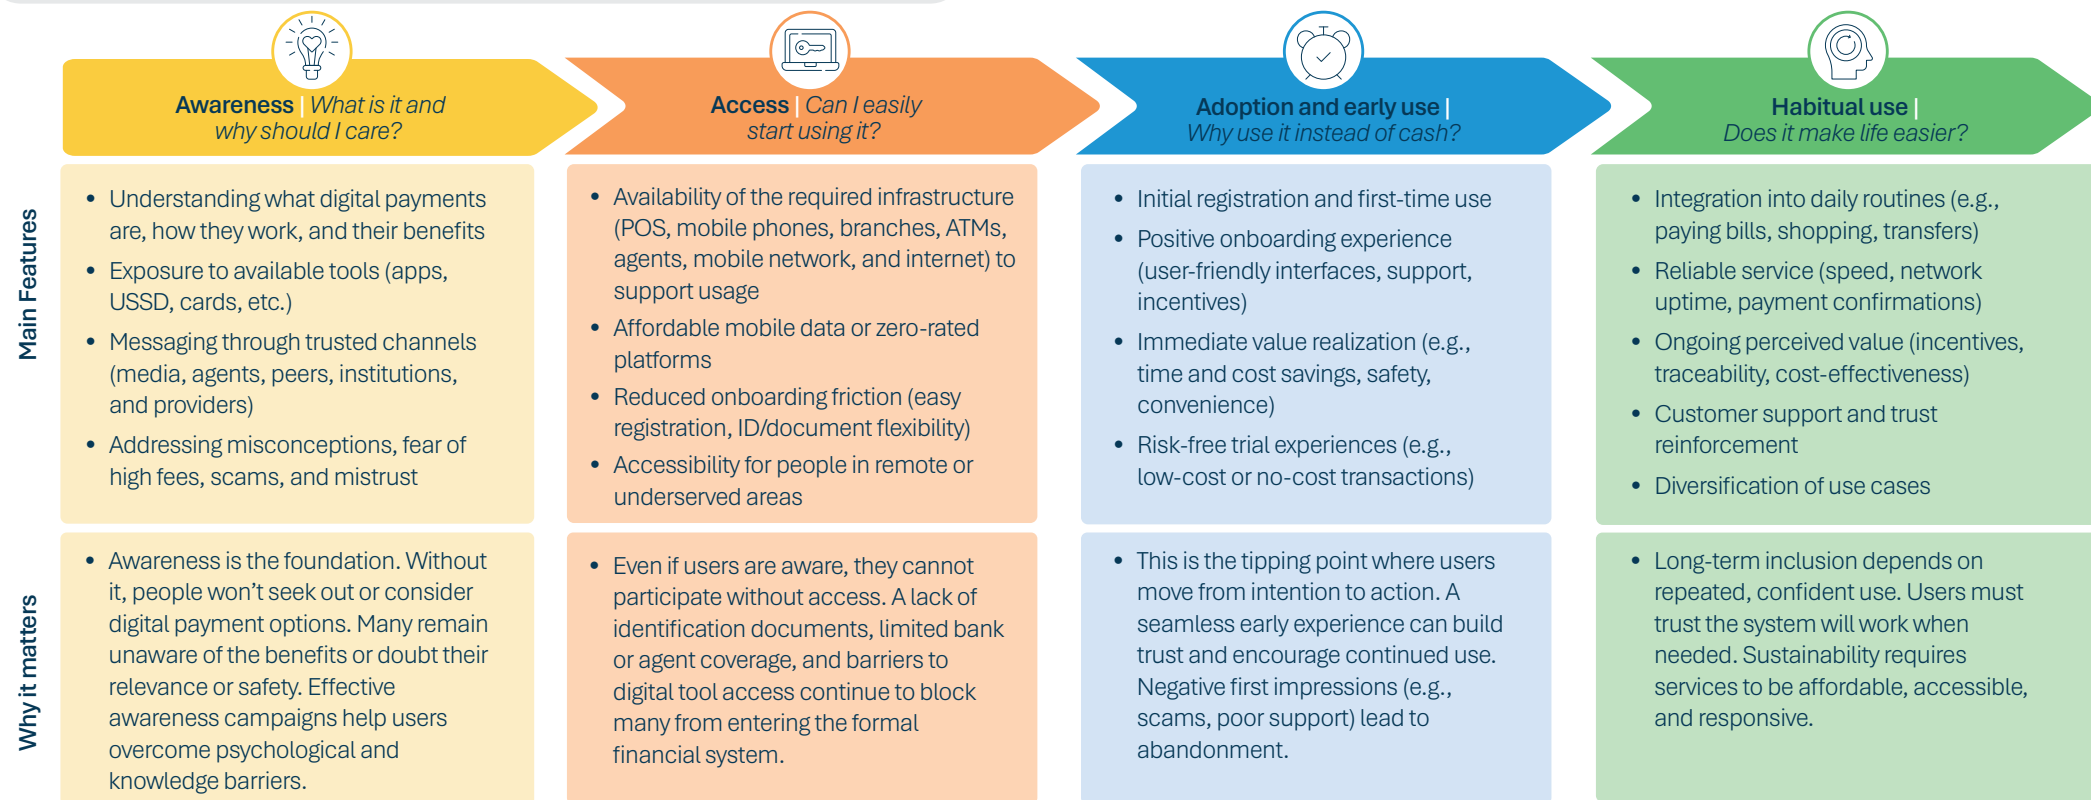 Awareness | What is it and
why should I care?
Access | Can I easily
start using it?
Adoption and early use |
Why use it instead of cash?
Habitual use |
Does it make life easier?
Main Features
• Understanding what digital payments
are, how they work, and their benefits
• Exposure to available tools (apps,
USSD, cards, etc.)
• Messaging through trusted channels
(media, agents, peers, institutions,
and providers)
• Addressing misconceptions, fear of
high fees, scams, and mistrust
• Availability of the required infrastructure
(POS, mobile phones, branches, ATMs,
agents, mobile network, and internet) to
support usage
• Affordable mobile data or zero-rated
platforms
• Reduced onboarding friction (easy
registration, ID/document flexibility)
• Accessibility for people in remote or
underserved areas
• Initial registration and first-time use
• Positive onboarding experience
(user-friendly interfaces, support,
incentives)
• Immediate value realization (e.g.,
time and cost savings, safety,
convenience)
• Risk-free trial experiences (e.g.,
low-cost or no-cost transactions)
• Integration into daily routines (e.g.,
paying bills, shopping, transfers)
• Reliable service (speed, network
uptime, payment confirmations)
• Ongoing perceived value (incentives,
traceability, cost-effectiveness)
• Customer support and trust
reinforcement
• Diversification of use cases
Why it matters
• Awareness is the foundation. Without
it, people won't seek out or consider
digital payment options. Many remain
unaware of the benefits or doubt their
relevance or safety. Effective
awareness campaigns help users
overcome psychological and
knowledge barriers.
• Even if users are aware, they cannot
participate without access. A lack of
identification documents, limited bank
or agent coverage, and barriers to
digital tool access continue to block
many from entering the formal
financial system.
• This is the tipping point where users
move from intention to action. A
seamless early experience can build
trust and encourage continued use.
Negative first impressions (e.g.,
scams, poor support) lead to
abandonment.
• Long-term inclusion depends on
repeated, confident use. Users must
trust the system will work when
needed. Sustainability requires
services to be affordable, accessible,
and responsive.